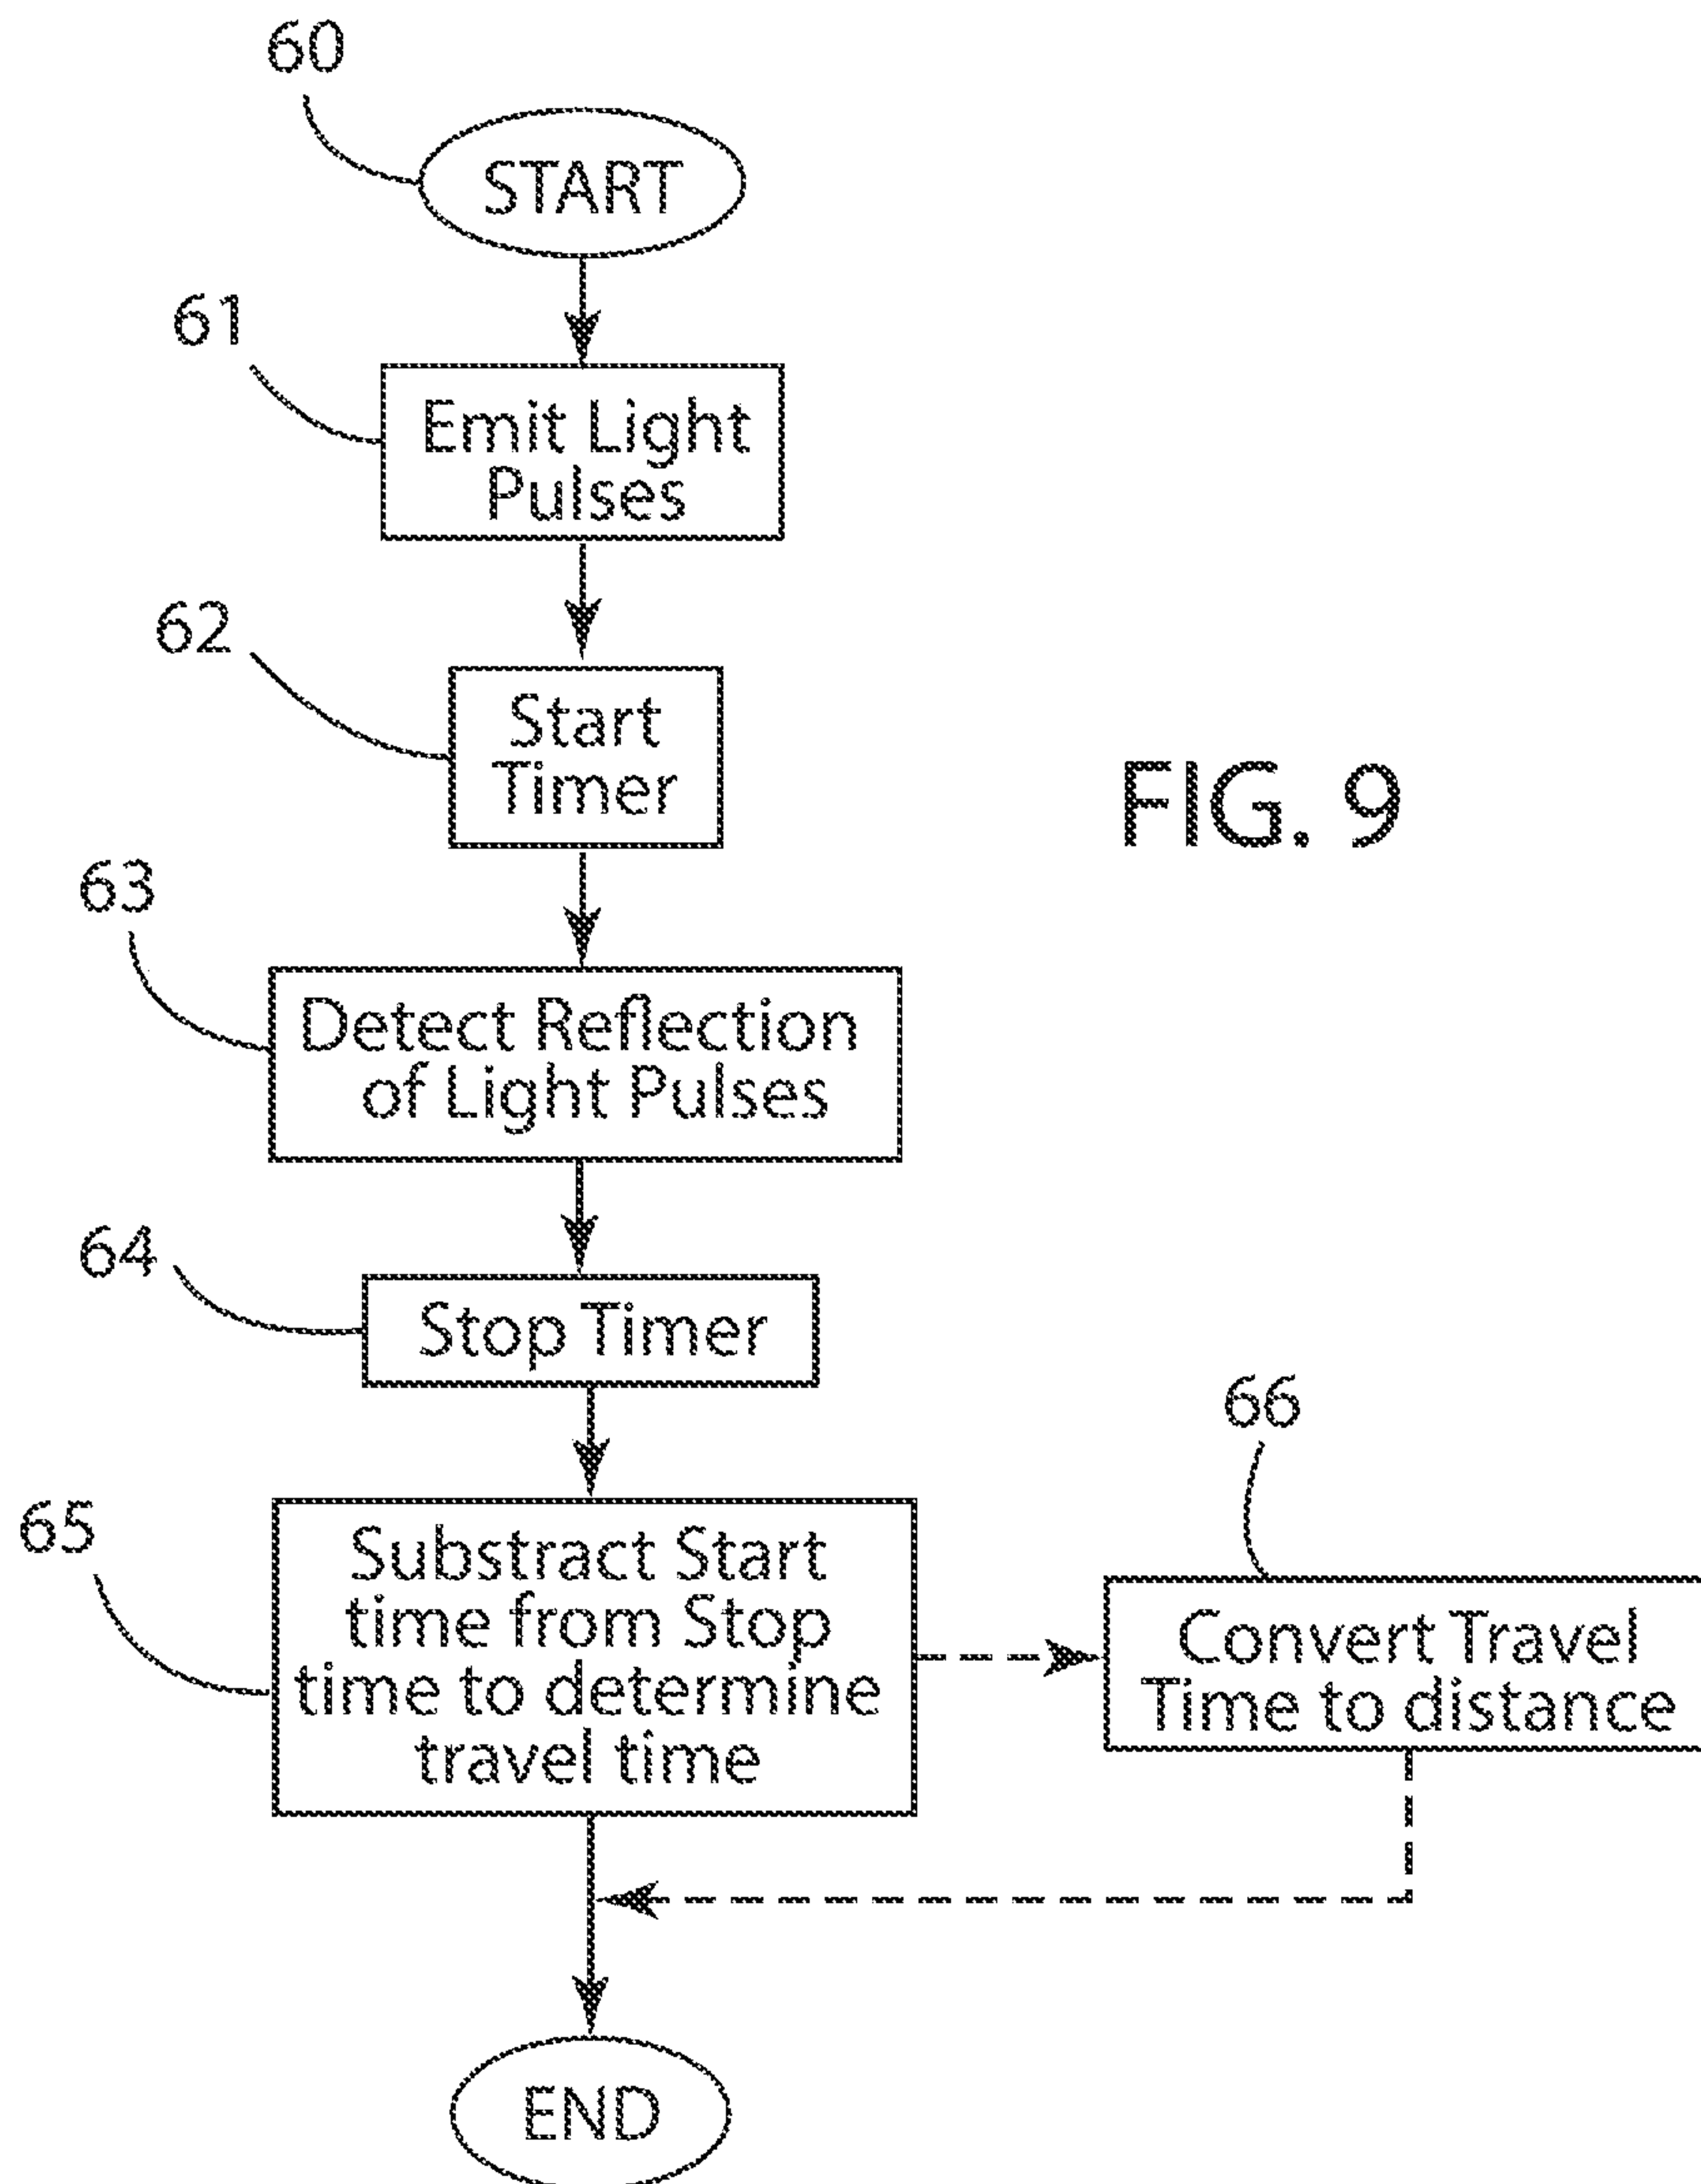 60
START
61
Emit Light
Pulses
62
Start
Timer
FIG. 9
63
Detect Reflection
of Light Pulses
64
Stop Timer
66
65
Substract Start
time from Stop
time to determine
travel time
Convert Travel
Time to distance
END